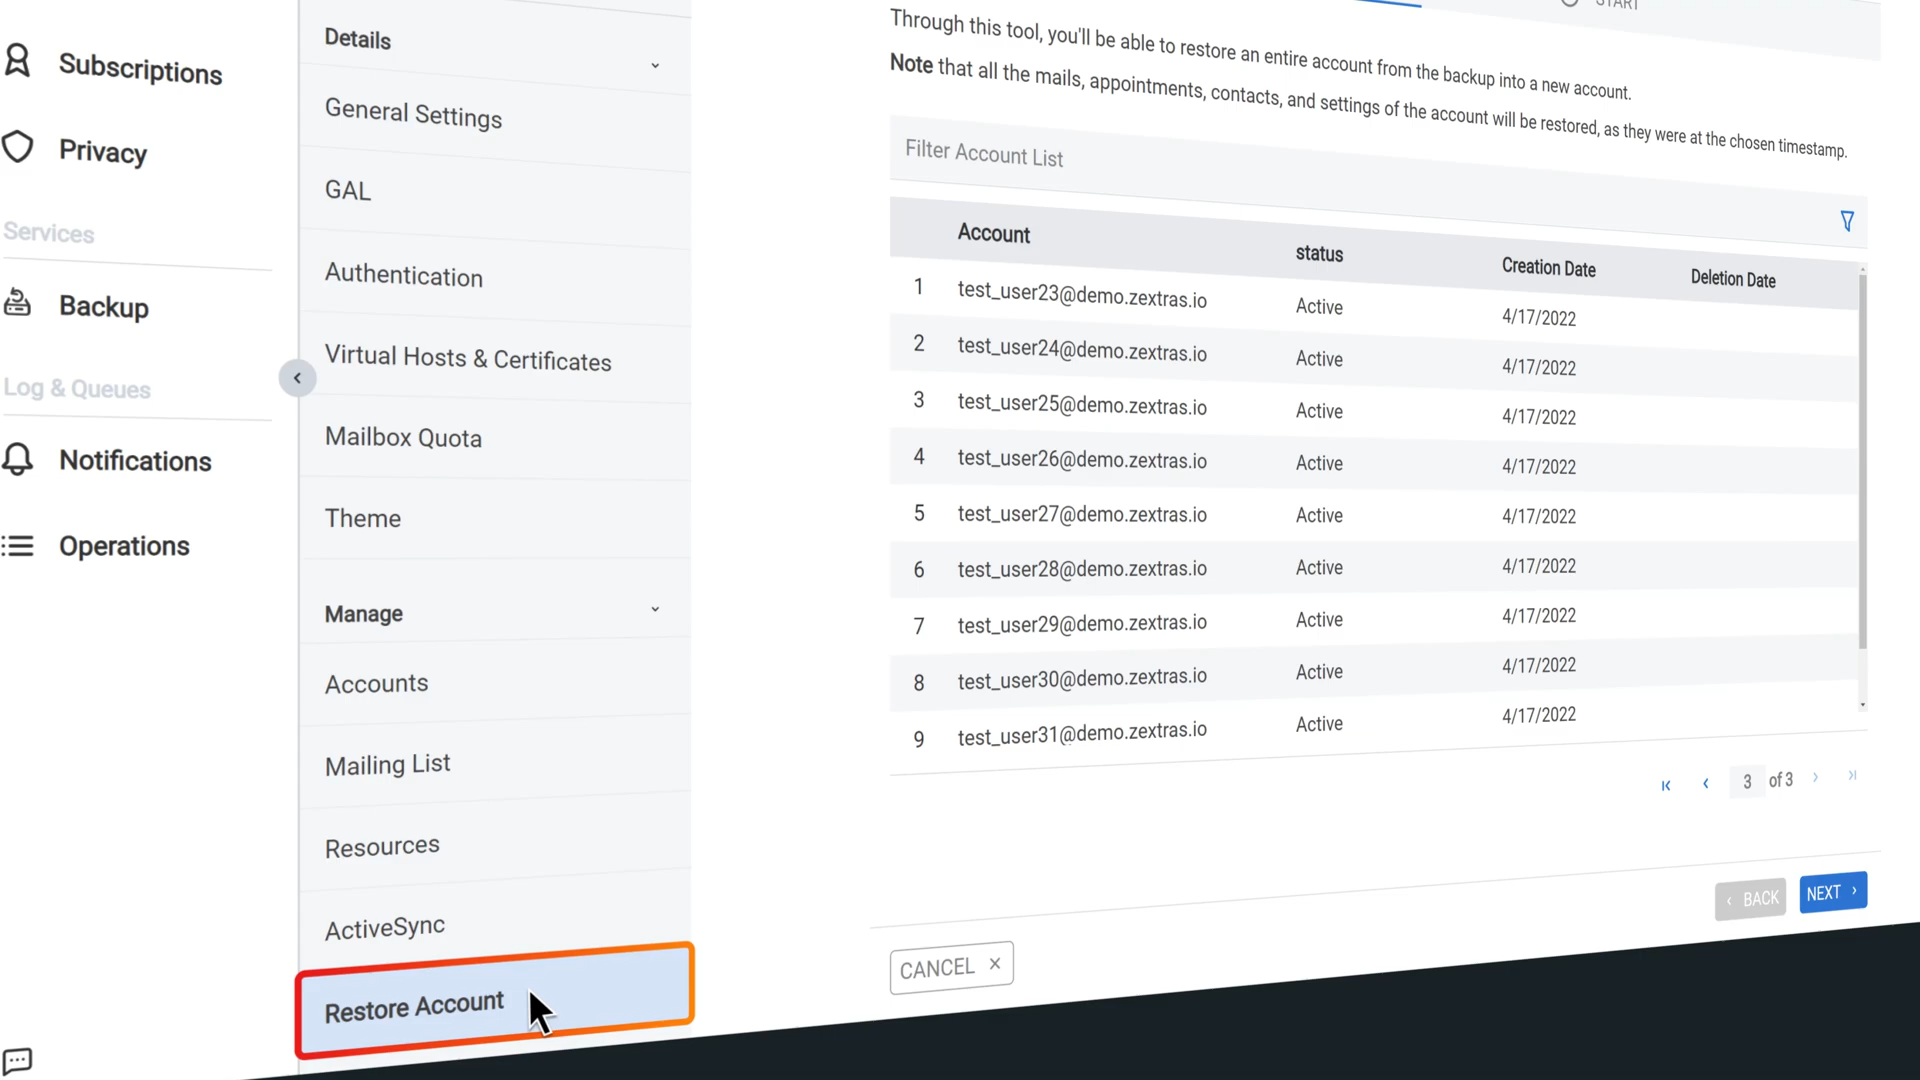 Subscriptions
Privacy
Services
Backup
Log & Queues
Notifications
Operations
Details
General Settings
GAL
Authentication
Virtual Hosts & Certificates
Mailbox Quota
Theme
Manage
Accounts
Mailing List
Resources
ActiveSync
Restore Account
START
Through this tool, you'll be able to restore an entire account from the backup into a new account.
Note that all the mails, appointments, contacts, and settings of the account will be restored, as they were at the chosen timestamp.
Filter Account List
Account status Creation Date Deletion Date
1 test_user23@demo.zextras.io Active 4/17/2022
2 test_user24@demo.zextras.io Active 4/17/2022
3 test_user25@demo.zextras.io Active 4/17/2022
4 test_user26@demo.zextras.io Active 4/17/2022
5 test_user27@demo.zextras.io Active 4/17/2022
6 test_user28@demo.zextras.io Active 4/17/2022
7 test_user29@demo.zextras.io Active 4/17/2022
8 test_user30@demo.zextras.io Active 4/17/2022
9 test_user31@demo.zextras.io Active 4/17/2022
3 of 3
BACK NEXT
CANCEL